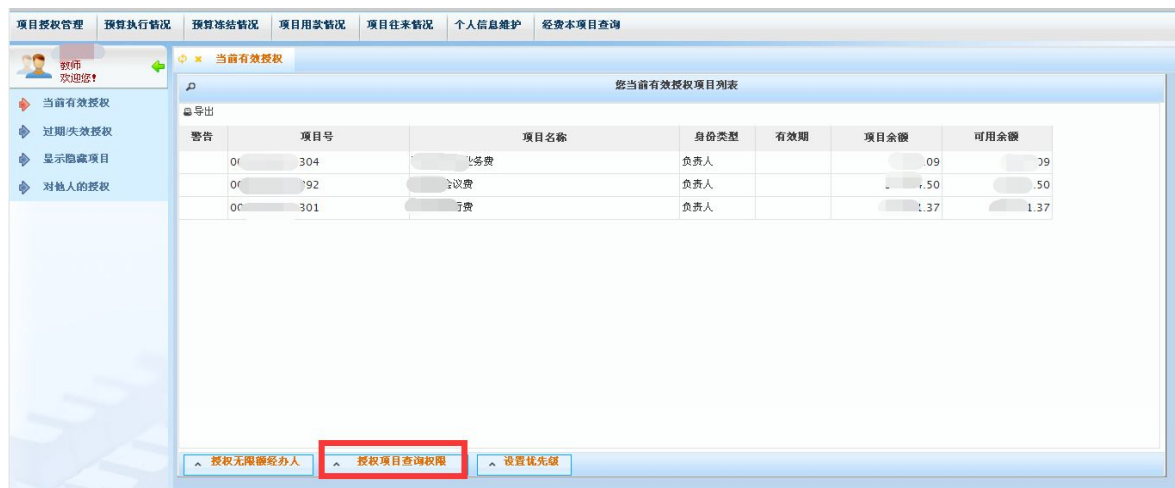 项目授权管理 预算执行情况 预算冻结情况 项目用款情况 项目往来情况 个人信息维护 经费本项目查询
教师
欢迎您!
当前有效授权
过期/失效授权
显示隐藏项目
对他人的授权
当前有效授权
您当前有效授权项目列表
导出
警告 项目号 项目名称 身份类型 有效期 项目余额 可用余额
00 304 业务费 负责人 .09 09
00 292 会议费 负责人 .50 .50
00 301 行费 负责人 1.37 1.37
授权无限额经办人 授权项目查询权限 设置优先级